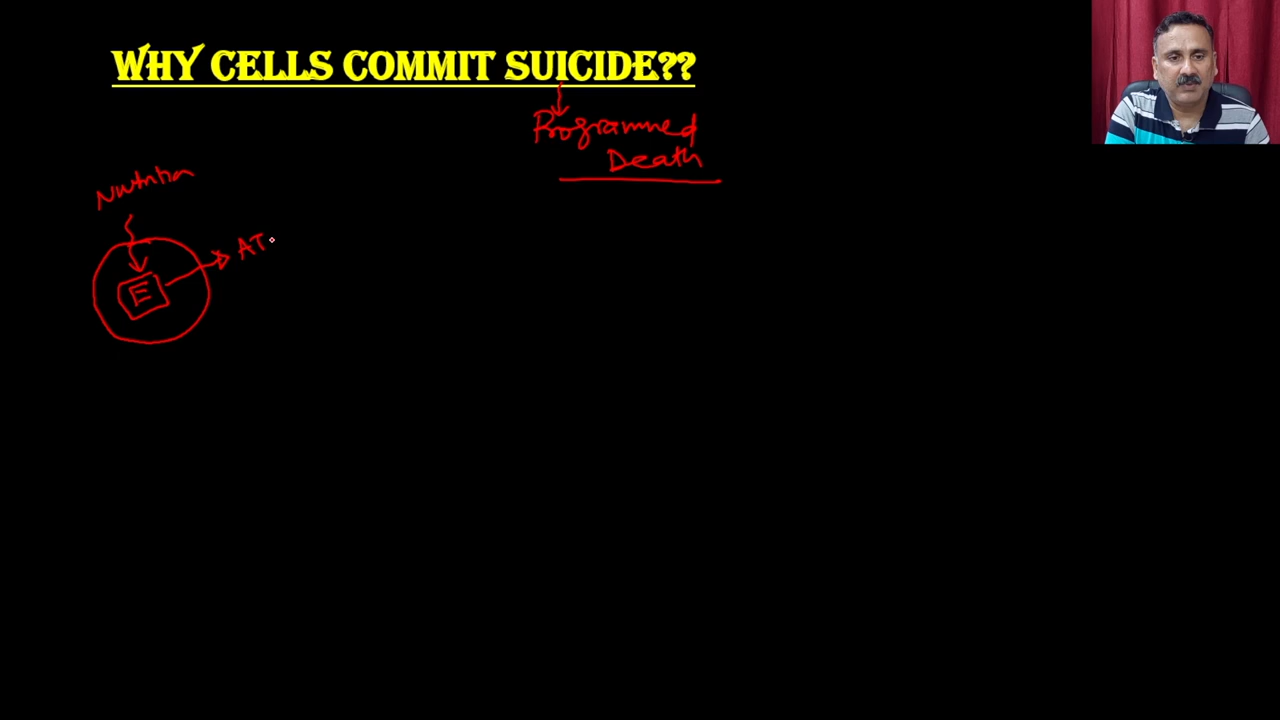 WHY CELLS COMMIT SUICIDE??
Programmed
Death
Nutrition
AT
E